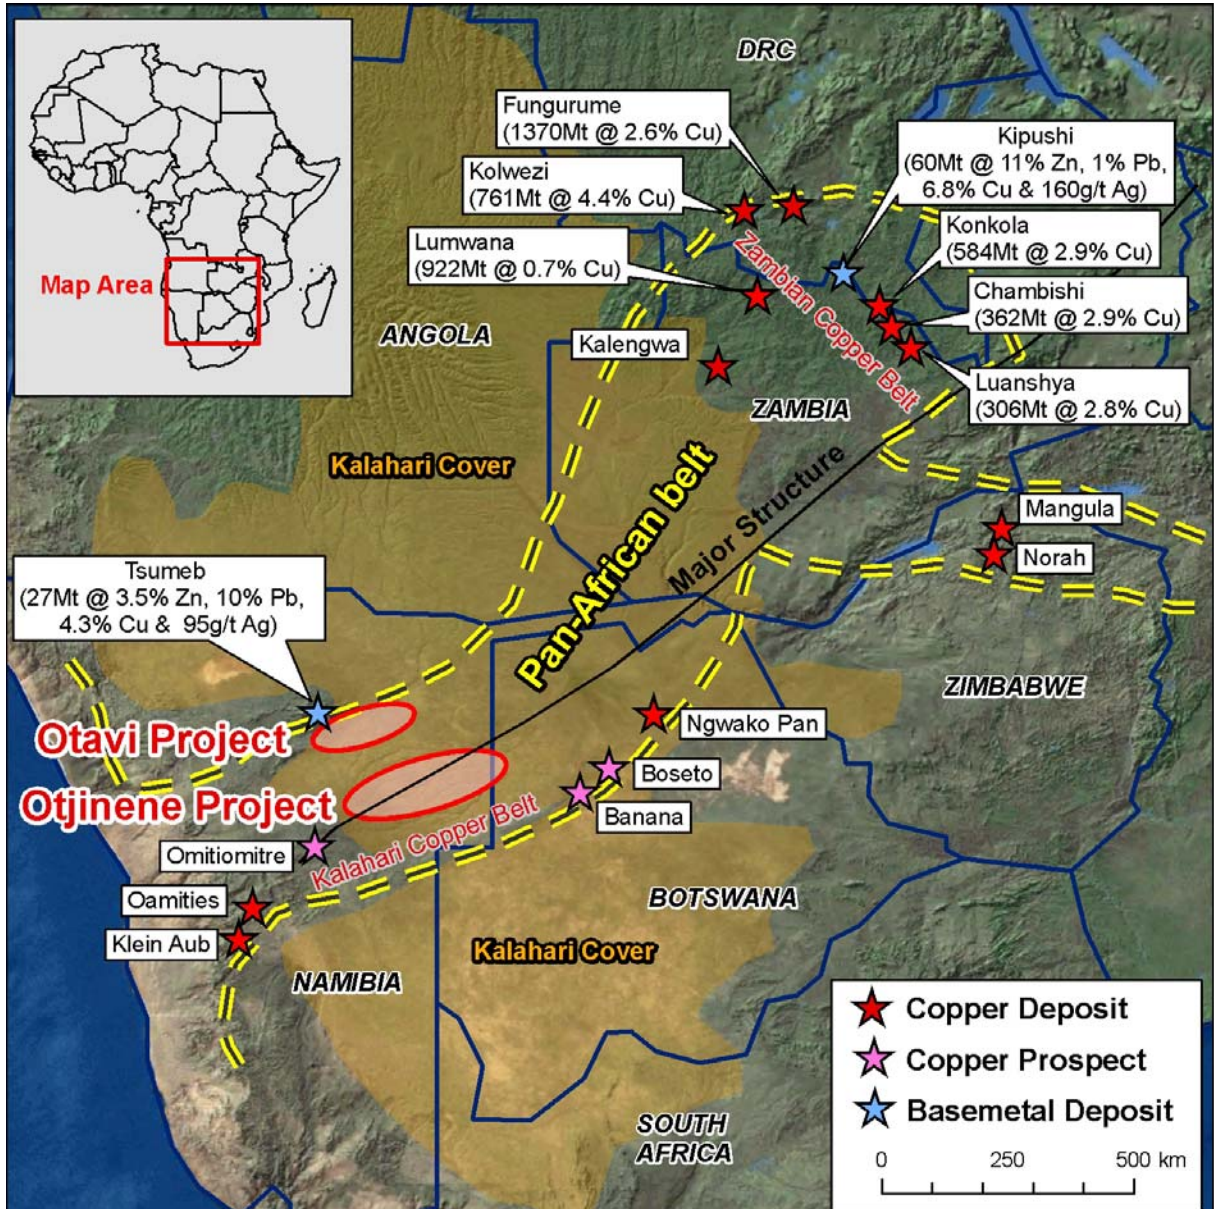 DRC
Fungurume
(1370Mt @ 2.6% Cu)
Kipushi
(60Mt @ 11% Zn, 1% Pb,
6.8% Cu & 160g/t Ag)
Kolwezi
(761Mt @ 4.4% Cu)
Konkola
(584Mt @ 2.9% Cu)
Lumwana
(922Mt @ 0.7% Cu)
Zambian Copper Belt
Chambishi
(362Mt @ 2.9% Cu)
Map Area
ANGOLA
Kalengwa
Luanshya
(306Mt @ 2.8% Cu)
ZAMBIA
Kalahari Cover
Pan-African belt
Major Structure
Mangula
Norah
Tsumeb
(27Mt @ 3.5% Zn, 10% Pb,
4.3% Cu & 95g/t Ag)
ZIMBABWE
Otavi Project
Ngwako Pan
Otjinene Project
Boseto
Banana
Kalahari Copper Belt
Omitiomitre
Oamities
BOTSWANA
Klein Aub
Kalahari Cover
NAMIBIA
Copper Deposit
Copper Prospect
Basemetal Deposit
SOUTH
AFRICA
0 250 500 km